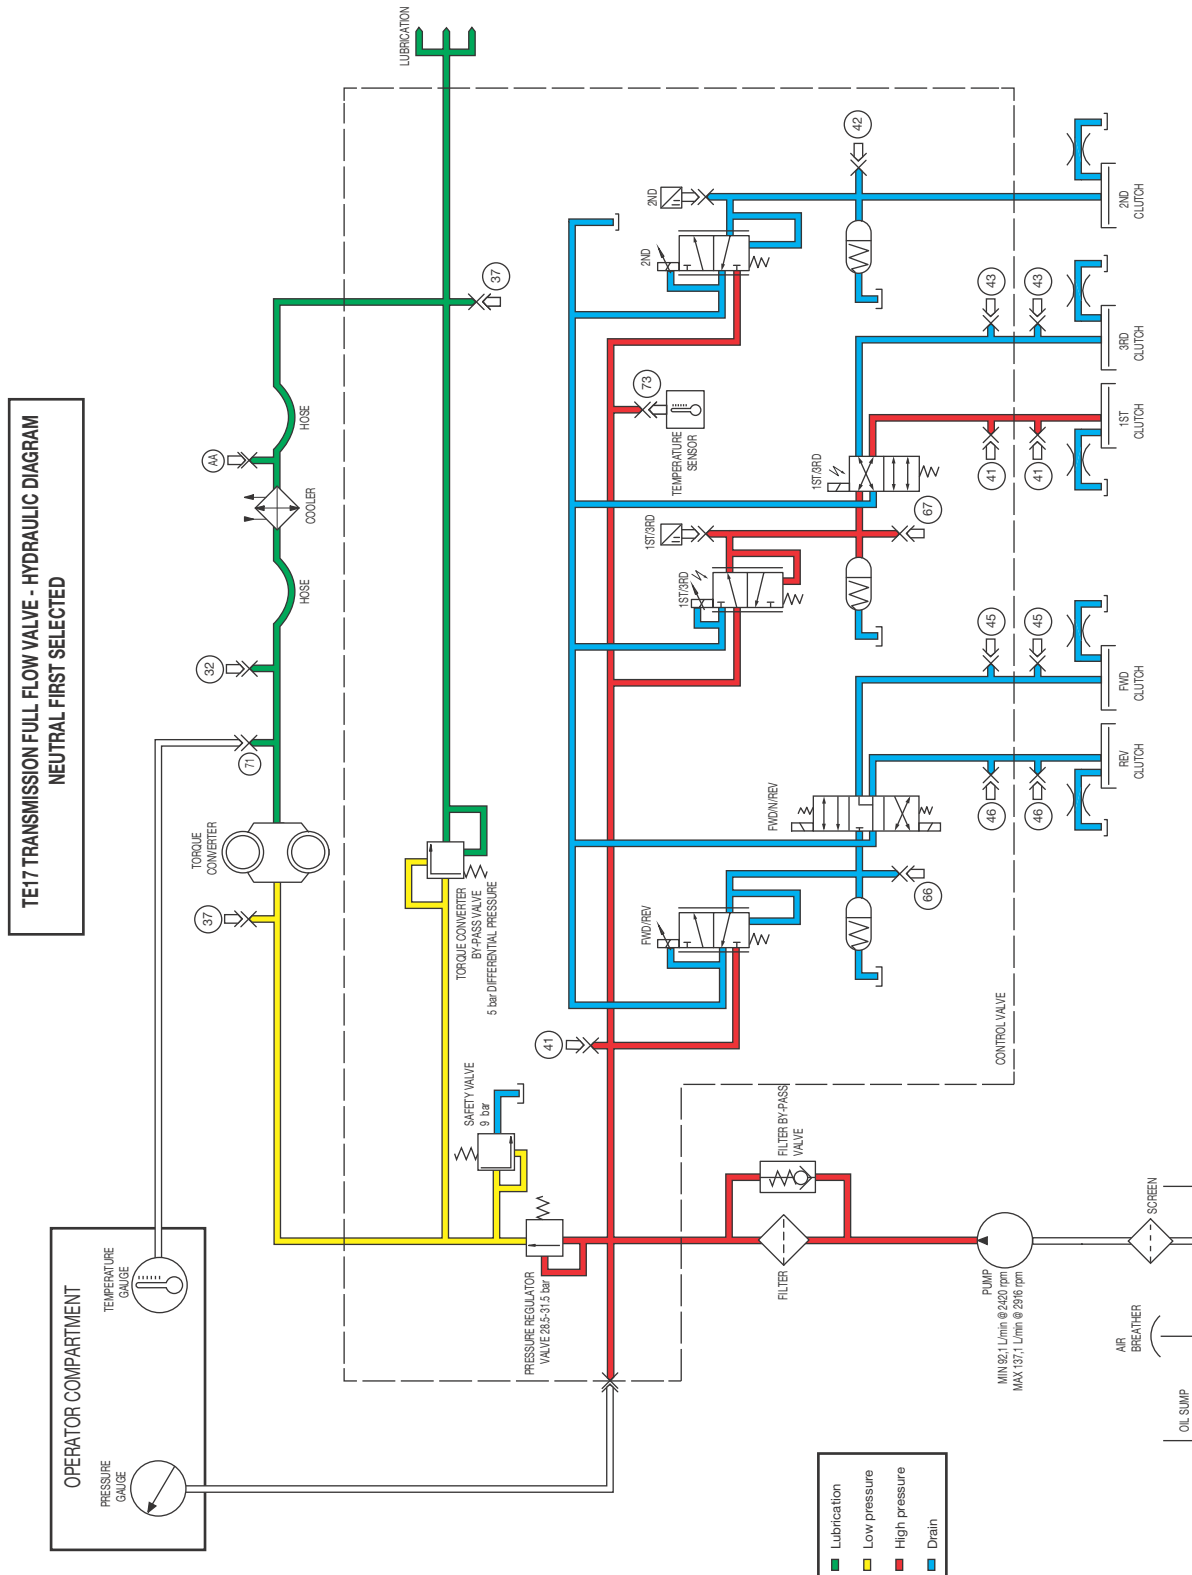 TE17 TRANSMISSION FULL FLOW VALVE - HYDRAULIC DIAGRAM
NEUTRAL FIRST SELECTED
OPERATOR COMPARTMENT
PRESSURE
GAUGE
TEMPERATURE
GAUGE
37
TORQUE
CONVERTER
71
32
HOSE
COOLER
AA
HOSE
37
LUBRICATION
PRESSURE REGULATOR
VALVE 28.5-31.5 bar
SAFETY VALVE
9 bar
TORQUE CONVERTER
BY-PASS VALVE
5 bar DIFFERENTIAL PRESSURE
41
FWD/REV
66
FWD/N/REV
1ST/3RD
1ST/3RD
67
1ST/3RD
TEMPERATURE
SENSOR
73
2ND
2ND
42
46
46
45
45
41
41
43
43
REV
CLUTCH
FWD
CLUTCH
1ST
CLUTCH
3RD
CLUTCH
2ND
CLUTCH
CONTROL VALVE
FILTER
FILTER BY-PASS
VALVE
PUMP
MIN 92,1 L/min @ 2420 rpm
MAX 137,1 L/min @ 2916 rpm
SCREEN
AIR
BREATHER
OIL SUMP
Lubrication
Low pressure
High pressure
Drain